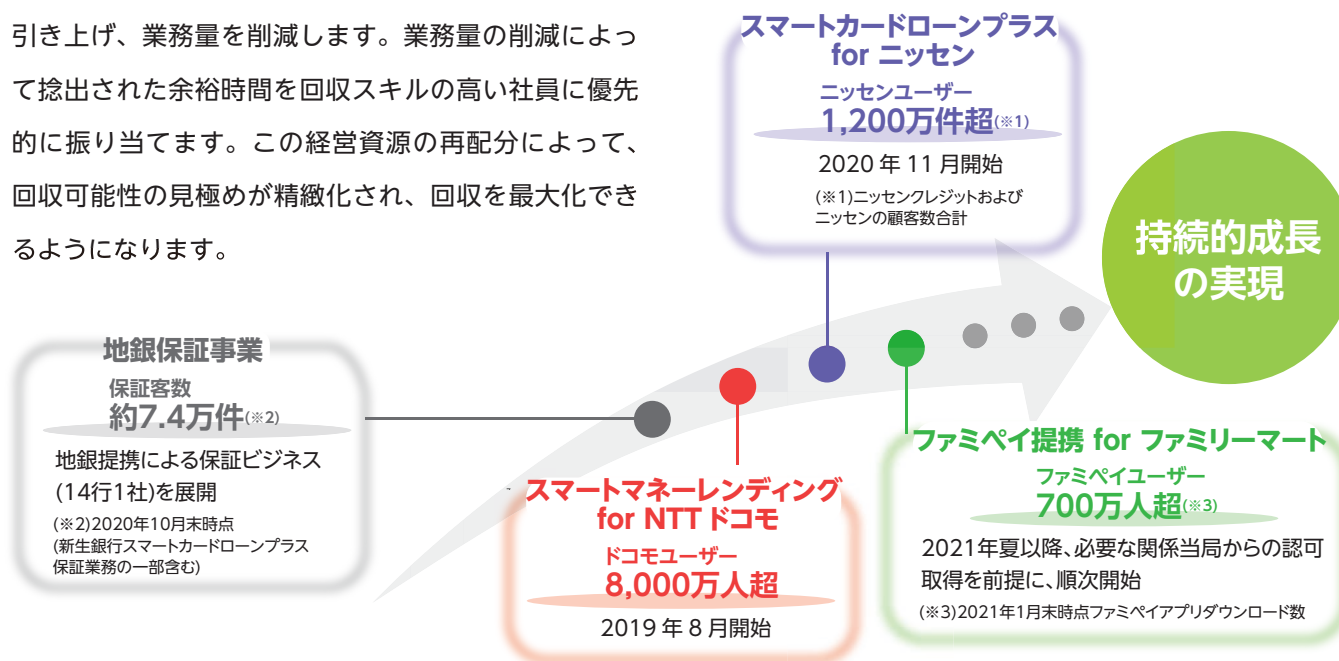 引き上げ、業務量を削減します。業務量の削減によっ
て捻出された余裕時間を回収スキルの高い社員に優先
的に振り当てます。この経営資源の再配分によって、
回収可能性の見極めが精緻化され、回収を最大化でき
るようになります。
スマートカードローンプラス
for ニッセン
ニッセンユーザー
1,200万件超(※1)
2020 年 11 月開始
(※1)ニッセンクレジットおよび
ニッセンの顧客数合計
持続的成長
の実現
地銀保証事業
保証客数
約7.4万件(※2)
地銀提携による保証ビジネス
(14行1社)を展開
(※2)2020年10月末時点
(新生銀行スマートカードローンプラス
保証業務の一部含む)
スマートマネーレンディング
for NTTドコモ
ドコモユーザー
8,000万人超
2019 年 8 月開始
ファミペイ提携 for ファミリーマート
ファミペイユーザー
700万人超(※3)
2021年夏以降、必要な関係当局からの認可
取得を前提に、順次開始
(※3)2021年1月末時点ファミペイアプリダウンロード数